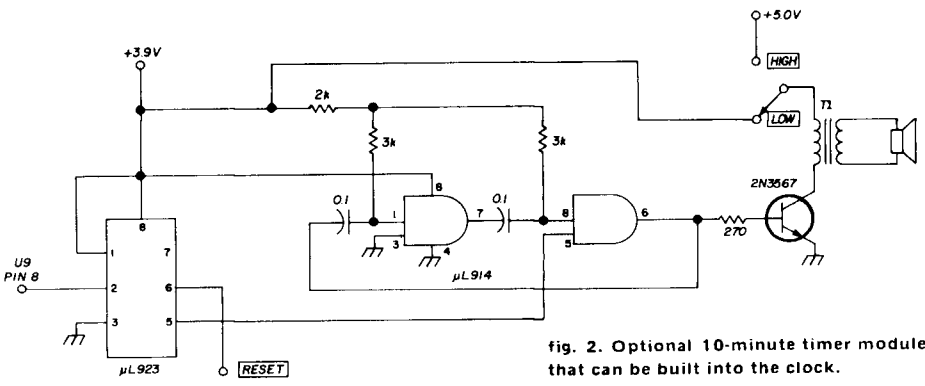 +5.0V
+3.9V
HIGH
2k
T1
LOW
3k
3k
2N3567
8
0.1
0.1
8
1
7
8
6
3
5
270
1
7
4
U9
PIN 8
2
6
µL914
3
5
fig. 2. Optional 10-minute timer module
that can be built into the clock.
µL923
RESET